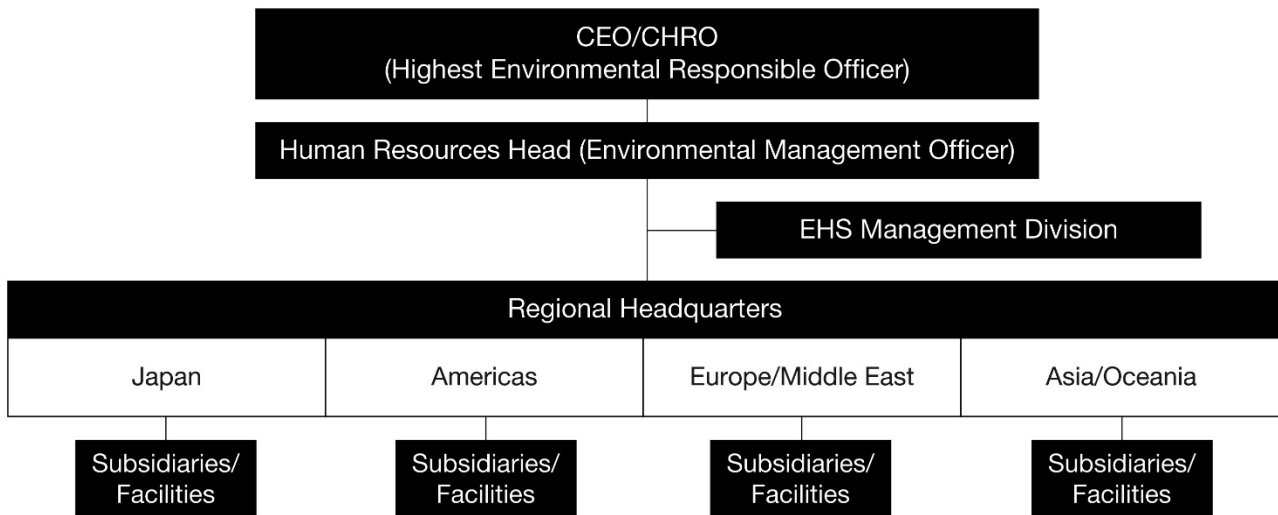 CEO/CHRO
(Highest Environmental Responsible Officer)
Human Resources Head (Environmental Management Officer)
EHS Management Division
Regional Headquarters
Japan
Americas
Europe/Middle East
Asia/Oceania
Subsidiaries/
Facilities
Subsidiaries/
Facilities
Subsidiaries/
Facilities
Subsidiaries/
Facilities